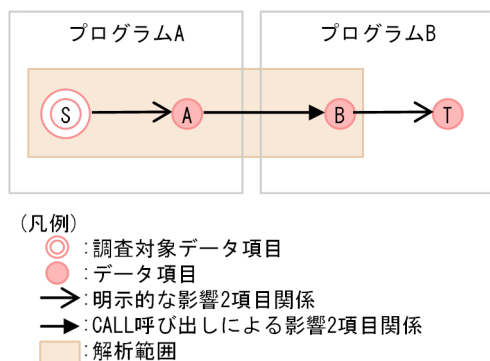 プログラムA
プログラムB
S
A
B
T
(凡例)
:調査対象データ項目
:データ項目
:明示的な影響2項目関係
:CALL呼び出しによる影響2項目関係
:解析範囲